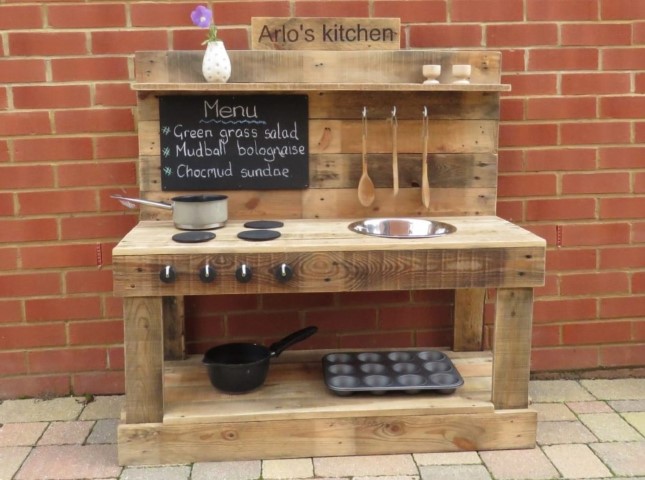 Arlo's kitchen
Menu
Green grass salad
Mudball bolognaise
Chocmud sundae